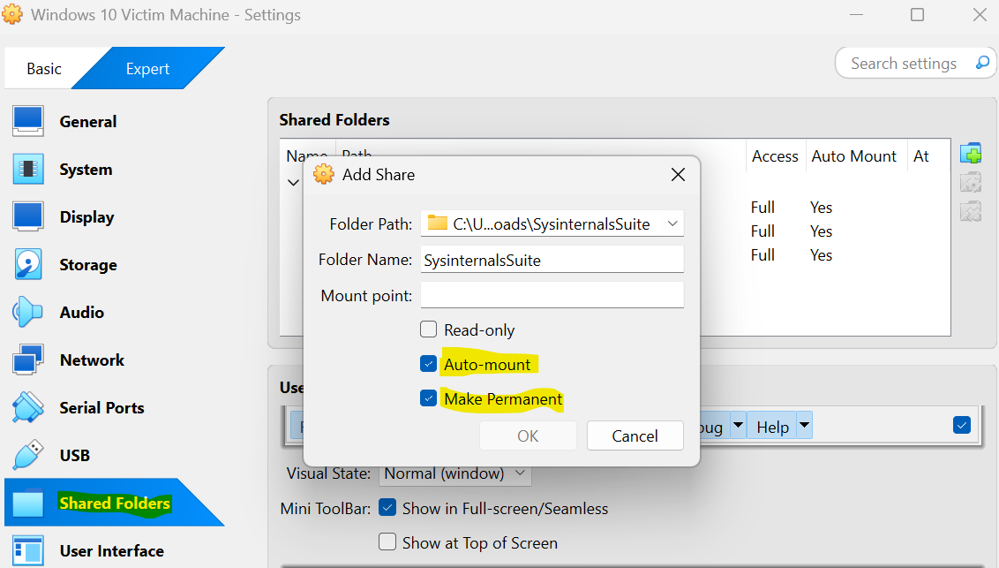 Windows 10 Victim Machine - Settings
Basic
Expert
Search settings
General
System
Display
Storage
Audio
Network
Serial Ports
USB
Shared Folders
User Interface
Shared Folders
Name Path Access Auto Mount At
Full Yes
Full Yes
Full Yes
Add Share
Folder Path: C:\U...oads\SysinternalsSuite
Folder Name: SysinternalsSuite
Mount point:
Read-only
Auto-mount
Make Permanent
OK Cancel
Use
bug Help
Visual State: Normal (window)
Mini ToolBar: Show in Full-screen/Seamless
Show at Top of Screen